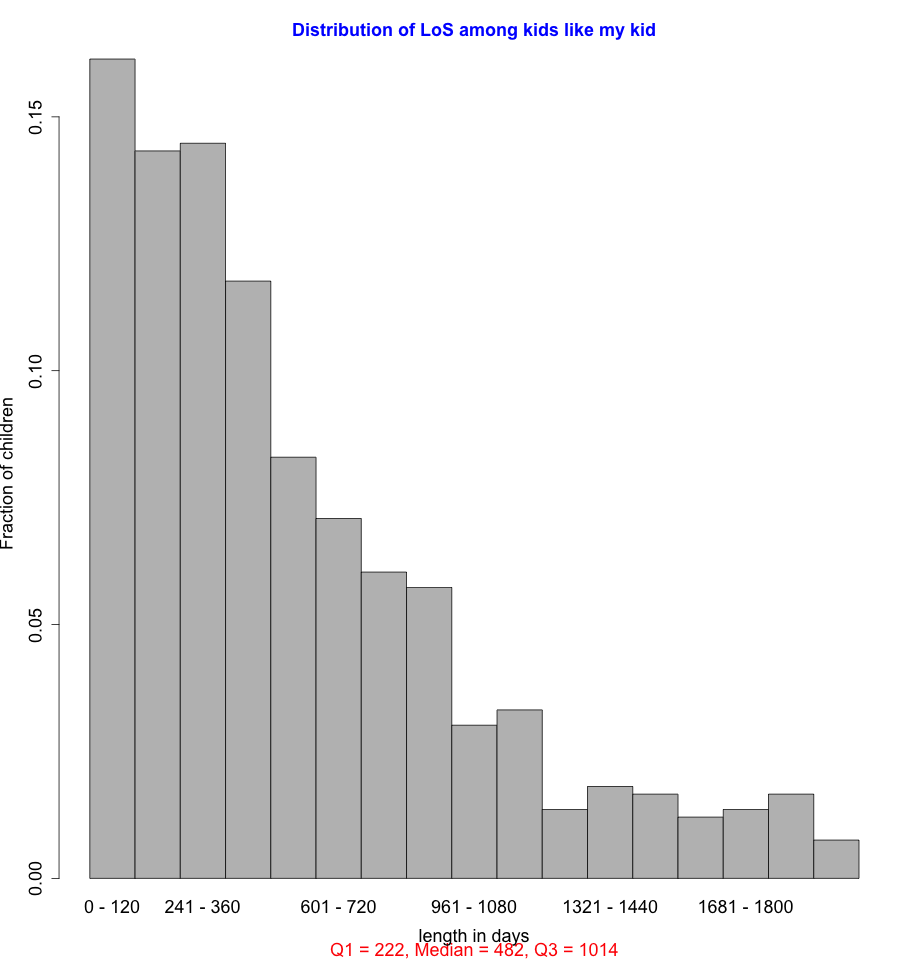 Distribution of LoS among kids like my kid
Fraction of children
0.15
0.10
0.05
0.00
0 - 120 241 - 360 601 - 720 961 - 1080 1321 - 1440 1681 - 1800
length in days
Q1 = 222, Median = 482, Q3 = 1014